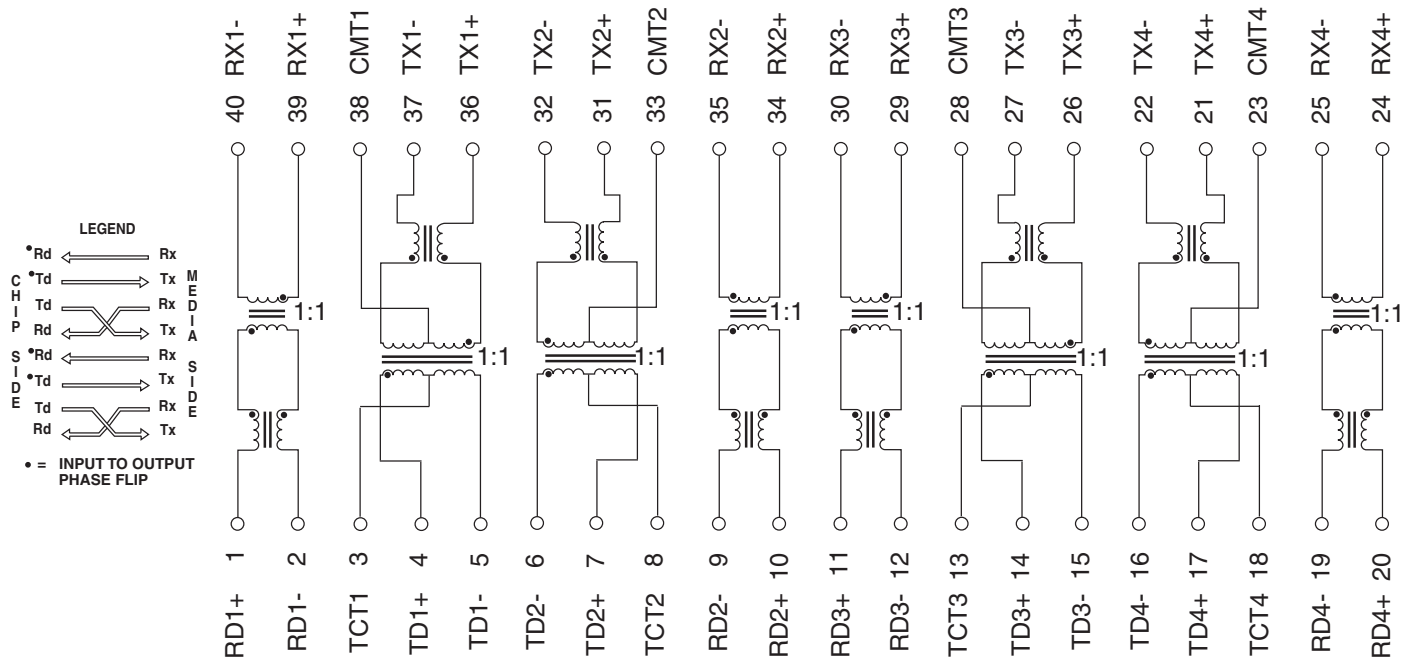 RX1-
RX1+
CMT1
TX1-
TX1+
TX2-
TX2+
CMT2
RX2-
RX2+
RX3-
RX3+
CMT3
TX3-
TX3+
TX4-
TX4+
CMT4
RX4-
RX4+
40
39
38
37
36
32
31
33
35
34
30
29
28
27
26
22
21
23
25
24
LEGEND
•Rd Rx
•Td Tx
Td Rx
Rd Tx
•Rd Rx
•Td Tx
Td Rx
Rd Tx
CHIP SIDE
MEDIA SIDE
• = INPUT TO OUTPUT
PHASE FLIP
1:1
1:1
1:1
1:1
1:1
1:1
1:1
1:1
1
2
3
4
5
6
7
8
9
10
11
12
13
14
15
16
17
18
19
20
RD1+
RD1-
TCT1
TD1+
TD1-
TD2-
TD2+
TCT2
RD2-
RD2+
RD3+
RD3-
TCT3
TD3+
TD3-
TD4-
TD4+
TCT4
RD4-
RD4+